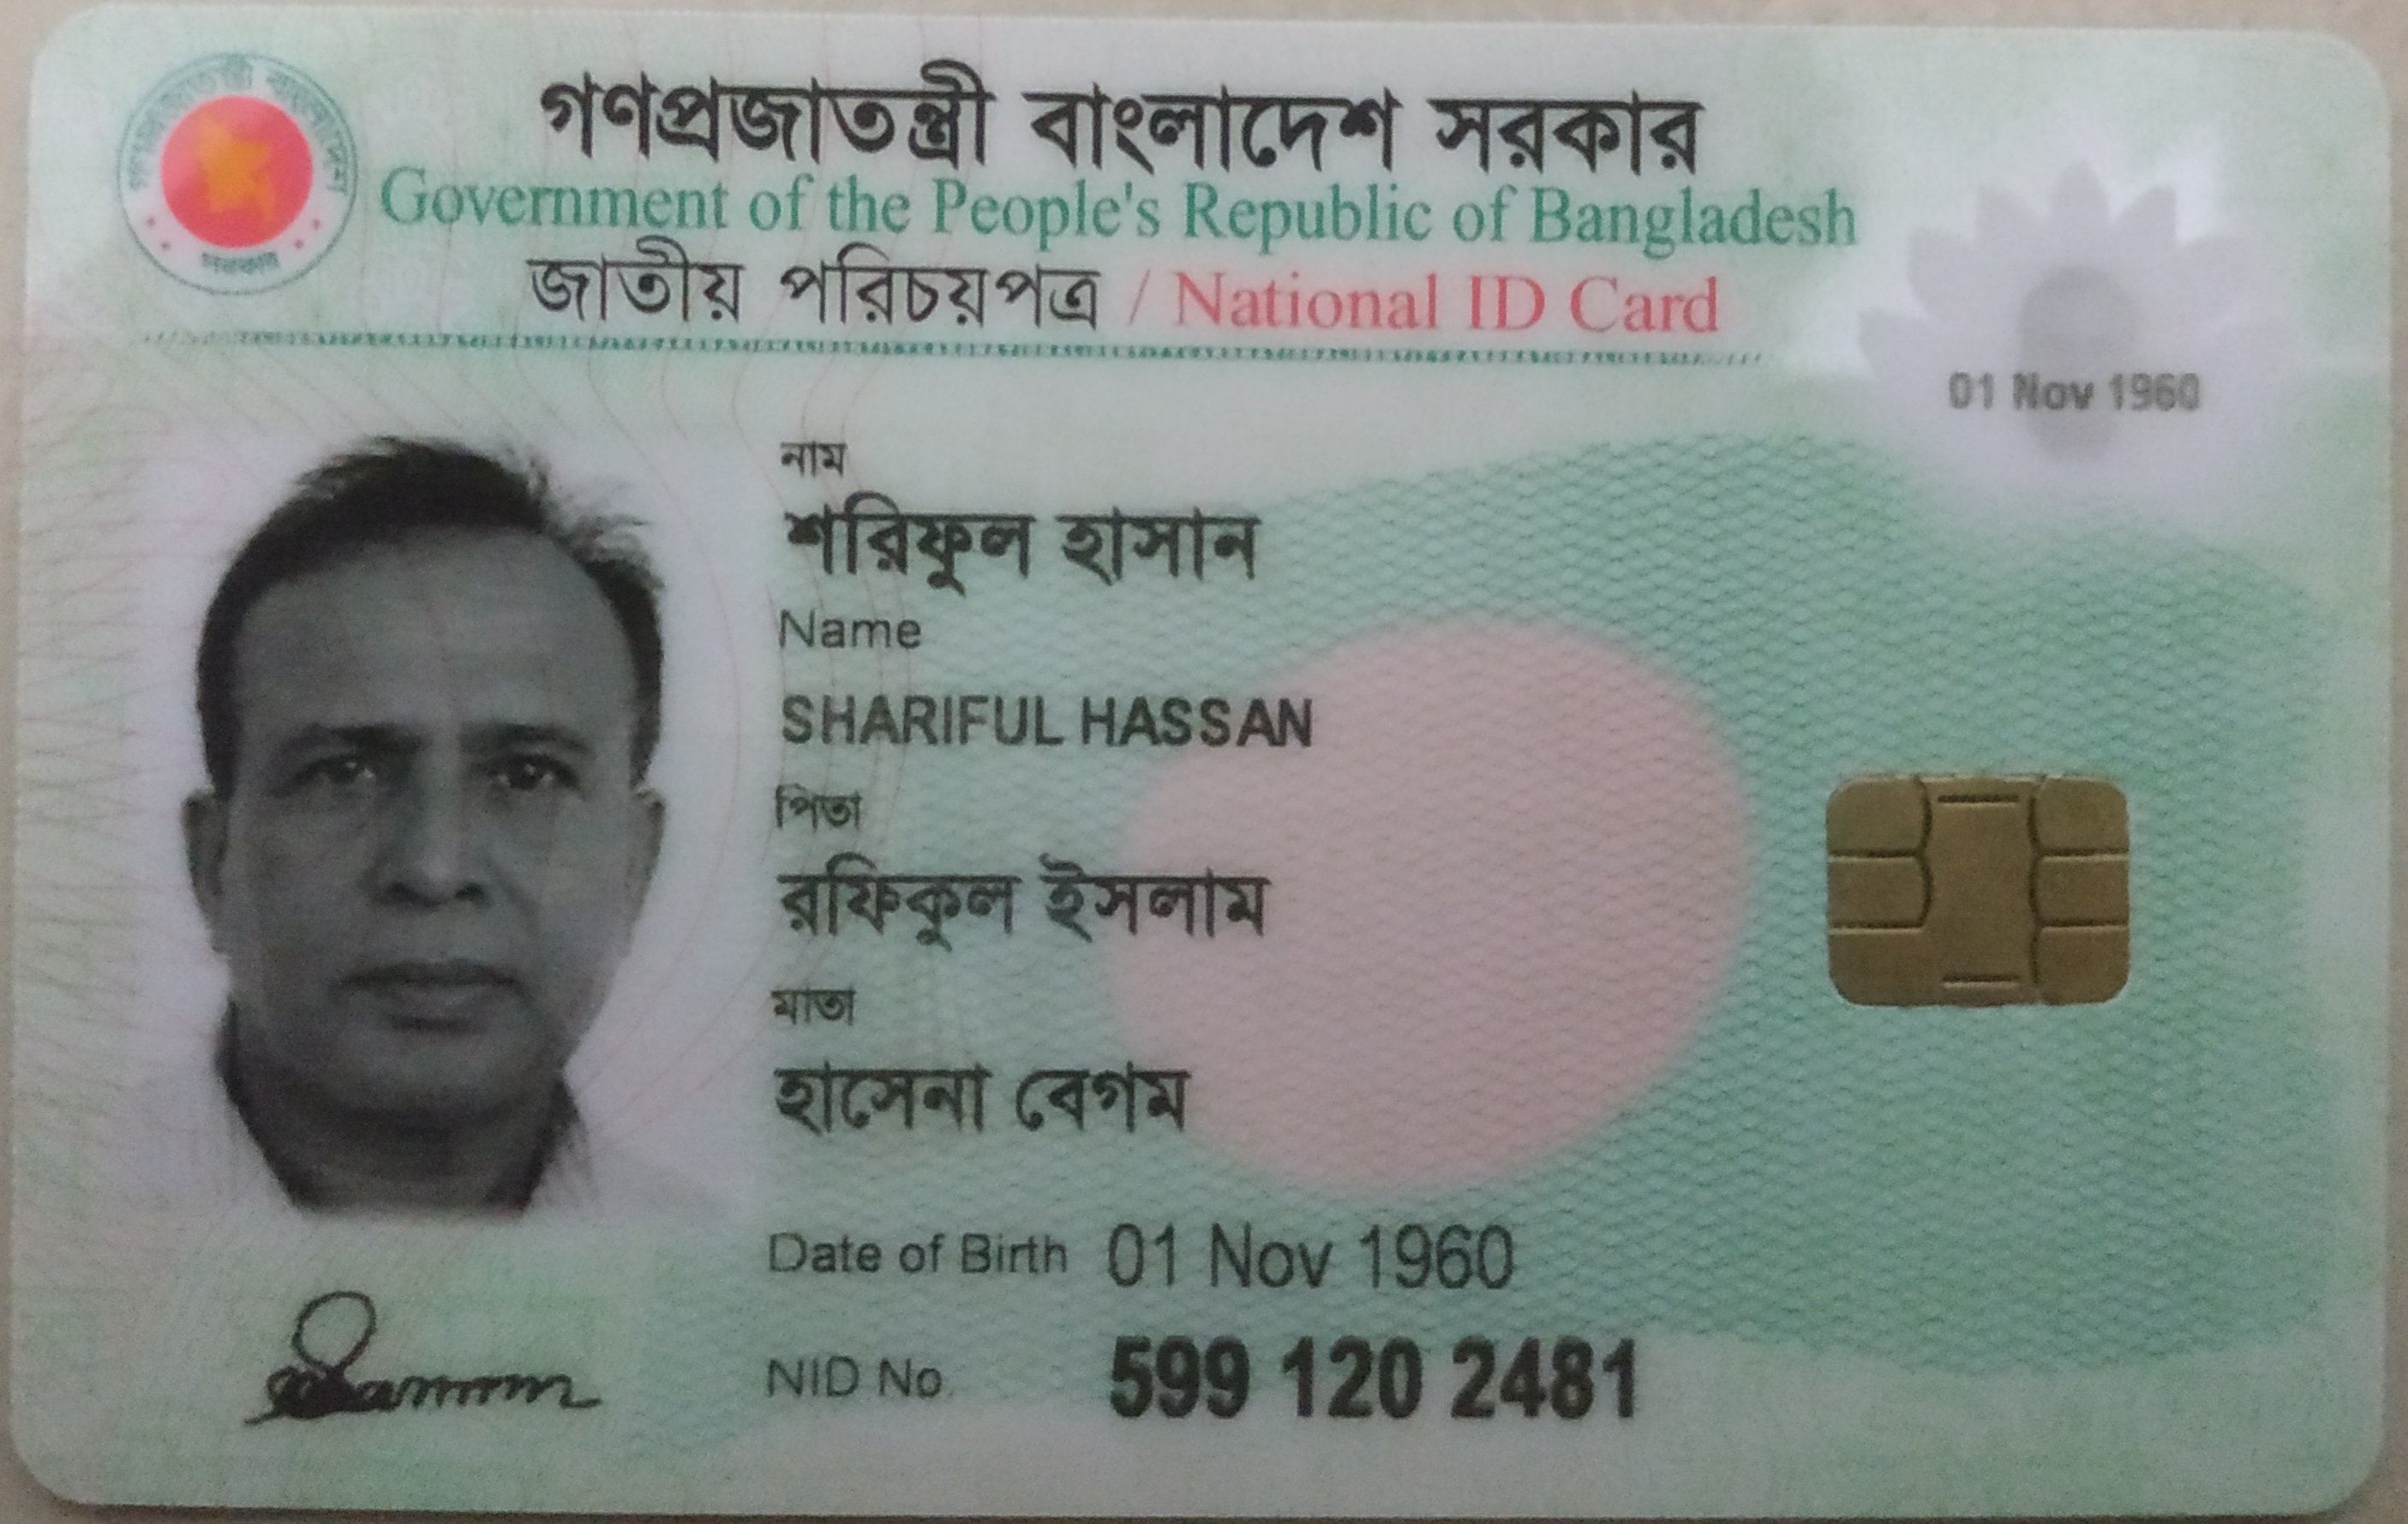 গণপ্রজাতন্ত্রী বাংলাদেশ সরকার
Government of the People's Republic of Bangladesh
জাতীয় পরিচয়পত্র / National ID Card
01 Nov 1960
নাম
শরিফুল হাসান
Name
SHARIFUL HASSAN
পিতা
রফিকুল ইসলাম
মাতা
হাসেনা বেগম
Date of Birth 01 Nov 1960
NID No. 599 120 2481